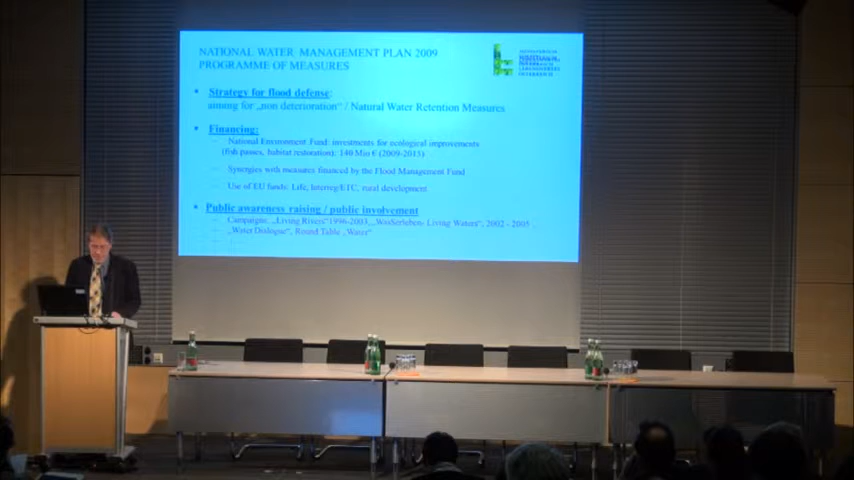 NATIONAL WATER MANAGEMENT PLAN 2009
PROGRAMME OF MEASURES
Strategy for flood defense:
aiming for „non deterioration“ / Natural Water Retention Measures
Financing:
National Environment Fund: investments for ecological improvements
(fish passes, habitat restoration): 140 Mio € (2009-2015)
Synergies with measures financed by the Flood Management Fund
Use of EU funds: Life, Interreg/ETC, rural development
Public awareness raising / public involvement
Campaigns: „Living Rivers“1996-2003, „Wasserleben- Living Waters“, 2002 - 2005 ,
„Water Dialogue“, Round Table „Water“